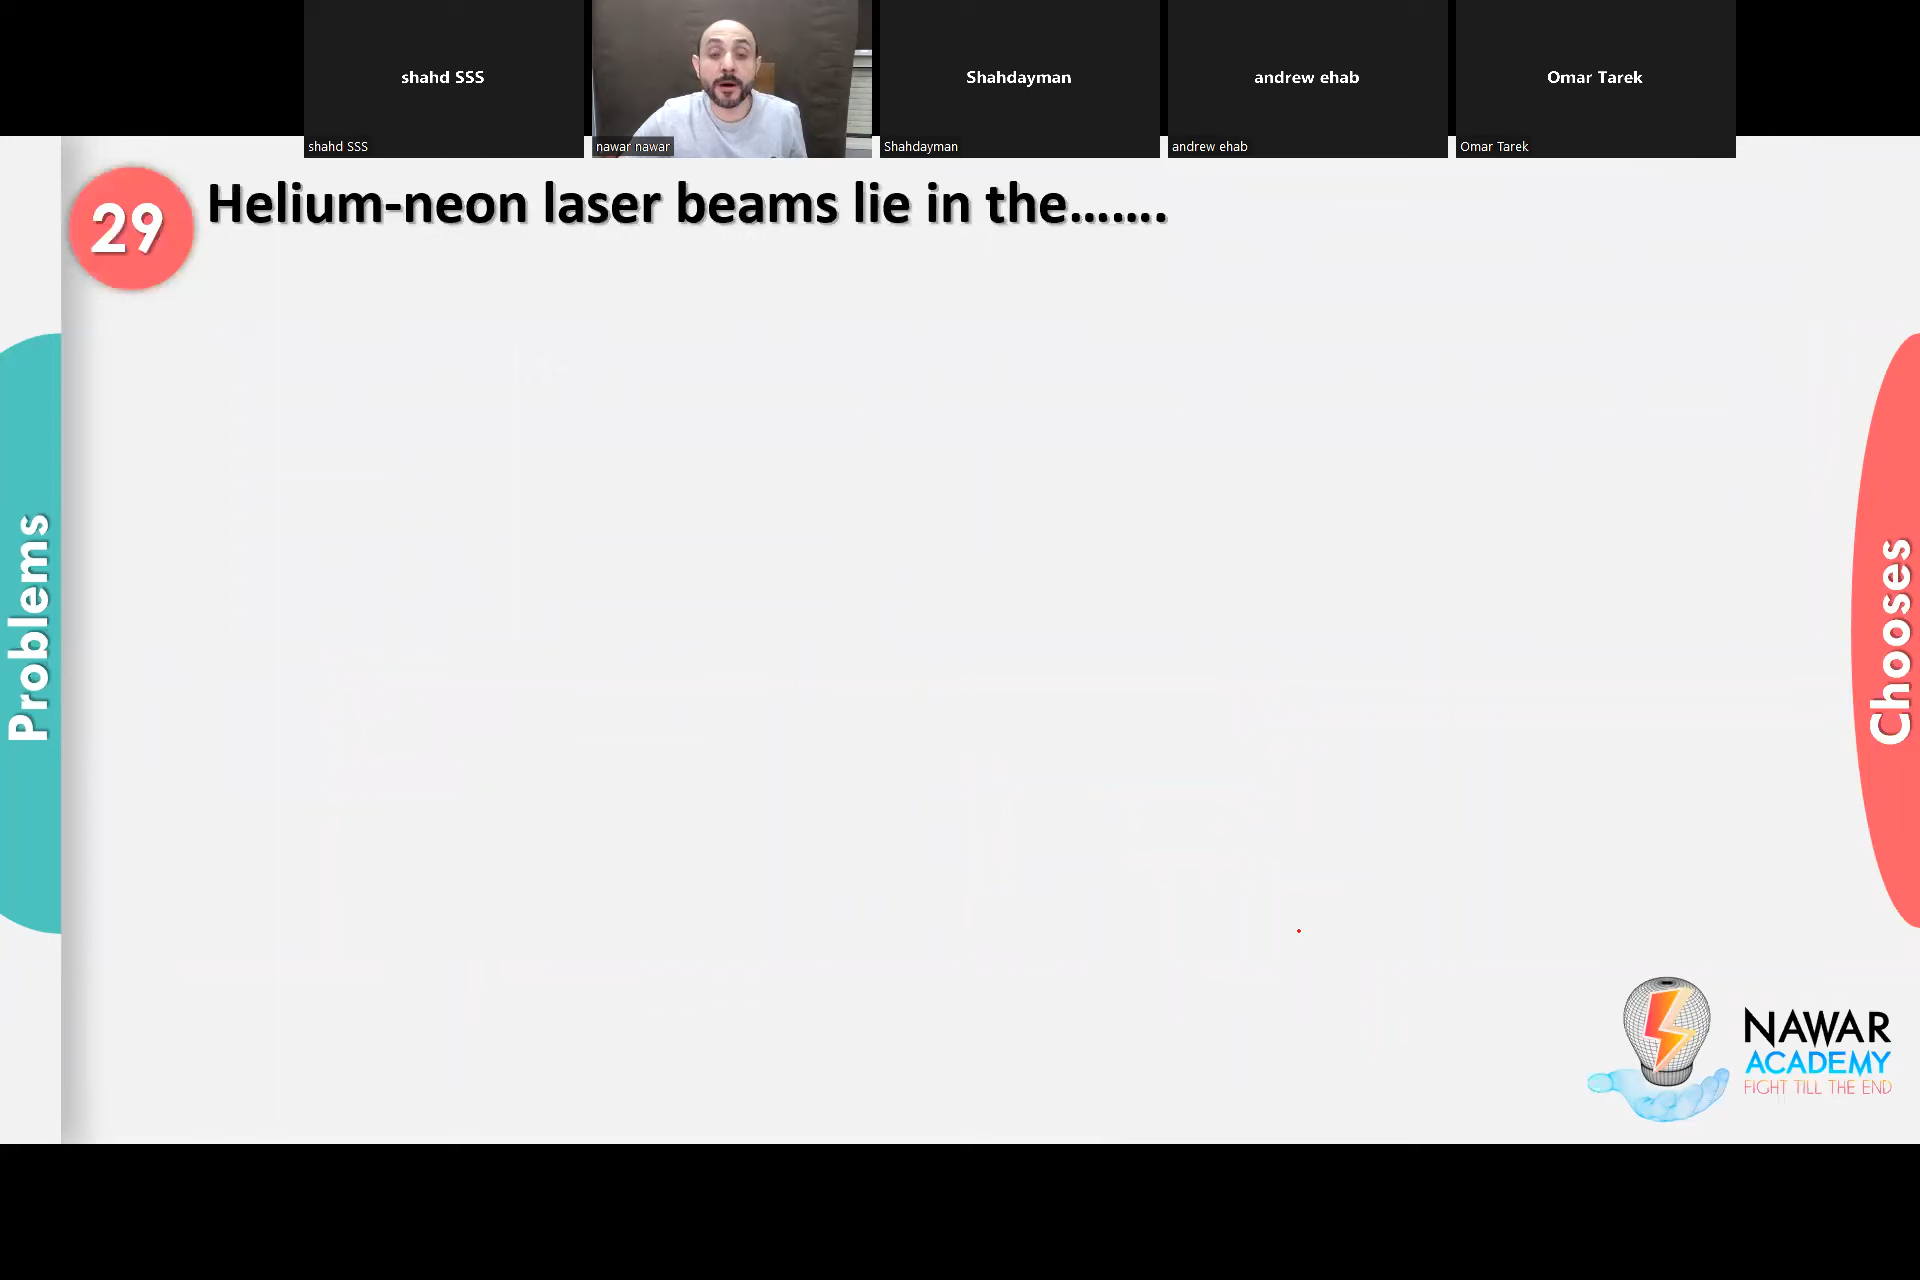 shahd SSS
Shahdayman
andrew ehab
Omar Tarek
shahd SSS
nawar nawar
Shahdayman
andrew ehab
Omar Tarek
29
Helium-neon laser beams lie in the.......
Problems
Chooses
NAWAR
ACADEMY
FIGHT TILL THE END